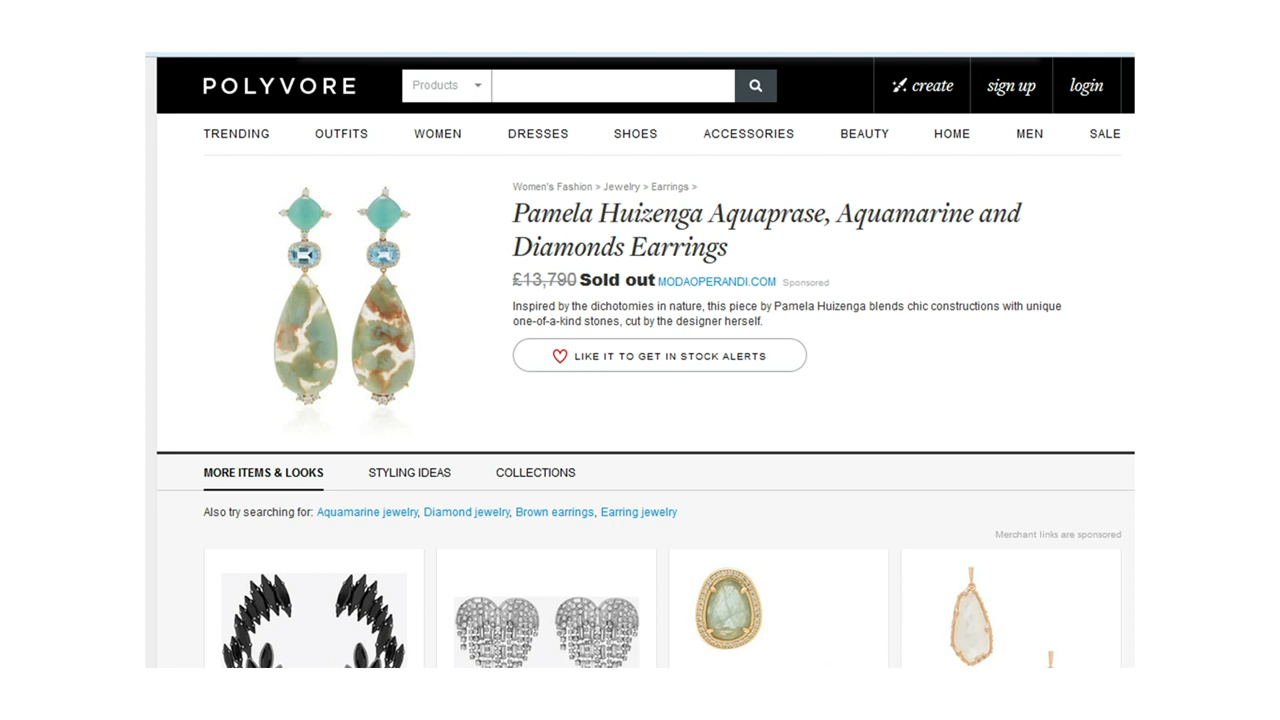 POLYVORE
Products
create
sign up
login
TRENDING OUTFITS WOMEN DRESSES SHOES ACCESSORIES BEAUTY HOME MEN SALE
Women's Fashion > Jewelry > Earrings >
Pamela Huizenga Aquaprase, Aquamarine and
Diamonds Earrings
£13,790 Sold out MODAOPERANDI.COM Sponsored
Inspired by the dichotomies in nature, this piece by Pamela Huizenga blends chic constructions with unique
one-of-a-kind stones, cut by the designer herself.
LIKE IT TO GET IN STOCK ALERTS
MORE ITEMS & LOOKS STYLING IDEAS COLLECTIONS
Also try searching for: Aquamarine jewelry, Diamond jewelry, Brown earrings, Earring jewelry
Merchant links are sponsored